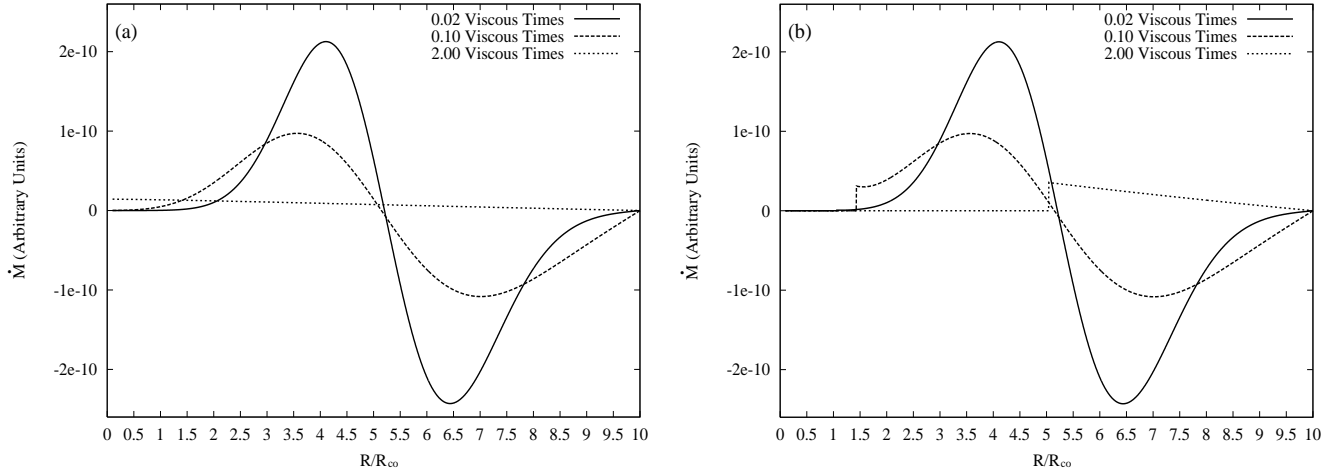 (a)
0.02 Viscous Times
0.10 Viscous Times
2.00 Viscous Times
2e-10
1e-10
0
-1e-10
-2e-10
Ṁ (Arbitrary Units)
0 0.5 1 1.5 2 2.5 3 3.5 4 4.5 5 5.5 6 6.5 7 7.5 8 8.5 9 9.5 10
R/Rco
(b)
0.02 Viscous Times
0.10 Viscous Times
2.00 Viscous Times
2e-10
1e-10
0
-1e-10
-2e-10
Ṁ (Arbitrary Units)
0 0.5 1 1.5 2 2.5 3 3.5 4 4.5 5 5.5 6 6.5 7 7.5 8 8.5 9 9.5 10
R/Rco